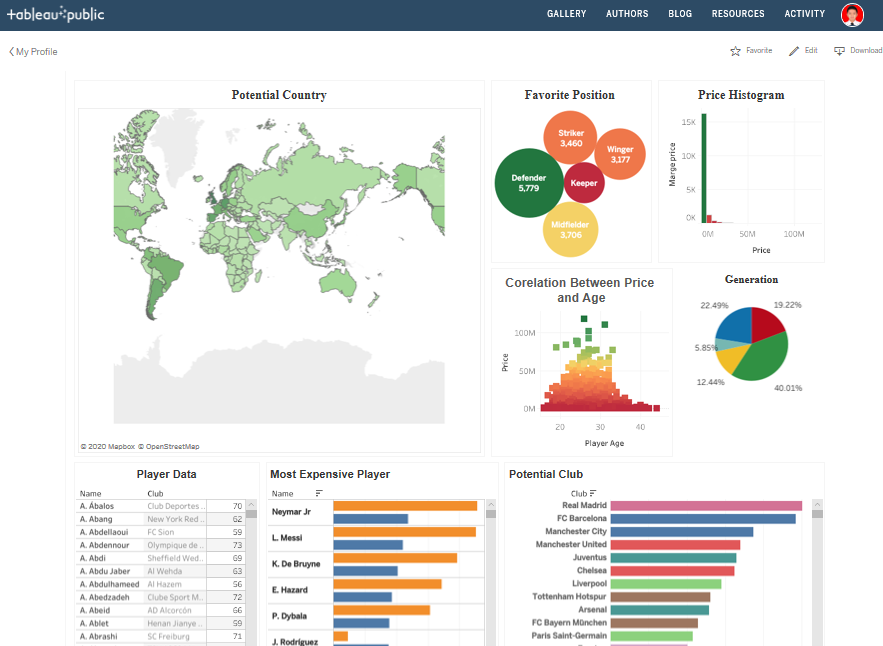 +ableau+public
GALLERY AUTHORS BLOG RESOURCES ACTIVITY
My Profile
Favorite Edit Download
Potential Country
© 2020 Mapbox © OpenStreetMap
Favorite Position
Striker
3,460
Winger
3,177
Defender
5,779
Keeper
Midfielder
3,706
Price Histogram
Marge price
15K
10K
5K
0K
0M 50M 100M
Price
Corelation Between Price
and Age
Price
100M
50M
0M
20 30 40
Player Age
Generation
22.49% 19.22%
5.85%
12.44%
40.01%
Player Data
Name Club
A. Ábalos Club Deportes .. 70
A. Abang New York Red .. 62
A. Abdellaoui FC Sion 59
A. Abdennour Olympique de .. 73
A. Abdi Sheffield Wed.. 69
A. Abdu Jaber Al Wehda 63
A. Abdulhameed Al Hazem 56
A. Abedzadeh Clube Sport M.. 72
A. Abeid AD Alcorcón 66
A. Ablet Henan Jianye .. 59
A. Abrashi SC Freiburg 71
Most Expensive Player
Name
Neymar Jr
L. Messi
K. De Bruyne
E. Hazard
P. Dybala
J. Rodríguez
Potential Club
Club
Real Madrid
FC Barcelona
Manchester City
Manchester United
Juventus
Chelsea
Liverpool
Tottenham Hotspur
Arsenal
FC Bayern München
Paris Saint-Germain